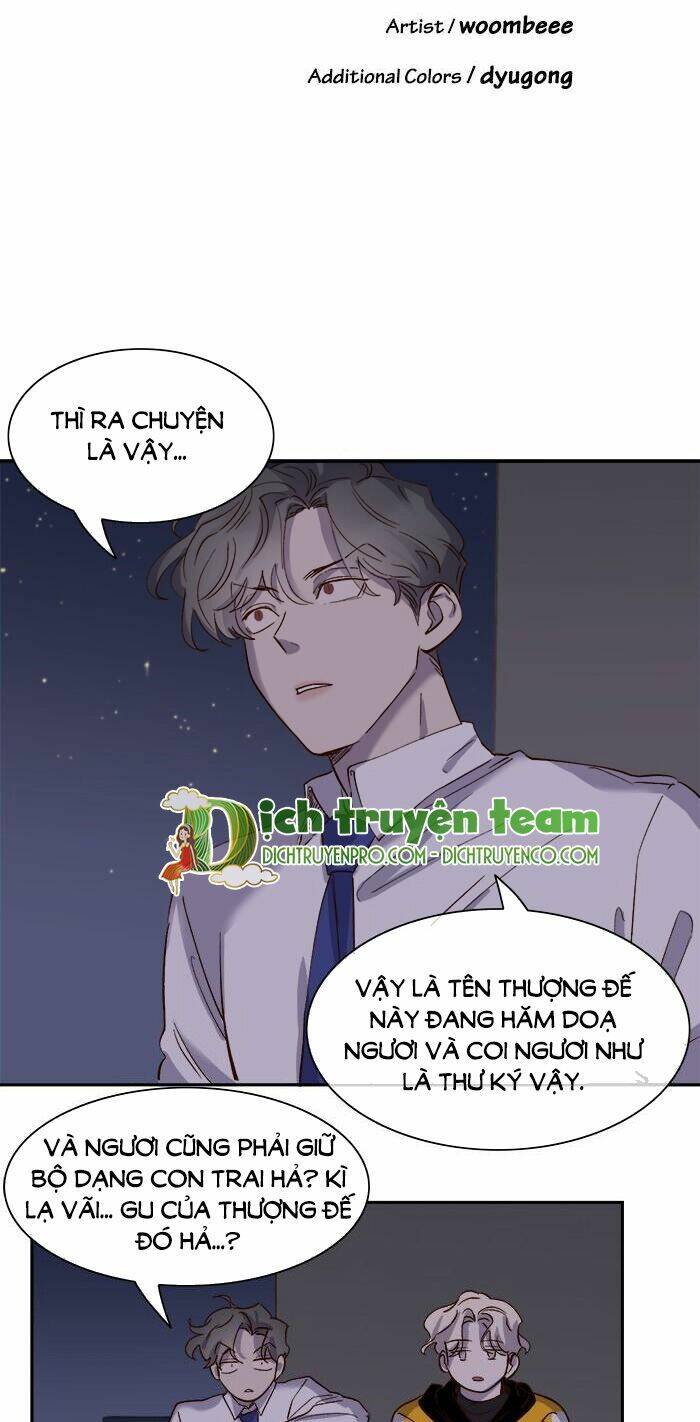 Artist / woombeee
Additional Colors / dyugong
THÌ RA CHUYỆN
LÀ VẬY...
Dịch truyện team
DICHTRUYENPRO.COM - DICHTRUYENCO.COM
VẬY LÀ TÊN THƯỢNG ĐẾ
NÀY ĐANG HĂM DOẠ
NGƯƠI VÀ COI NGƯƠI NHƯ
LÀ THƯ KÝ VẬY.
VÀ NGƯƠI CŨNG PHẢI GIỮ
BỘ DẠNG CON TRAI HẢ? KÌ
LẠ VÃI... GU CỦA THƯỢNG ĐẾ
ĐÓ HẢ...?